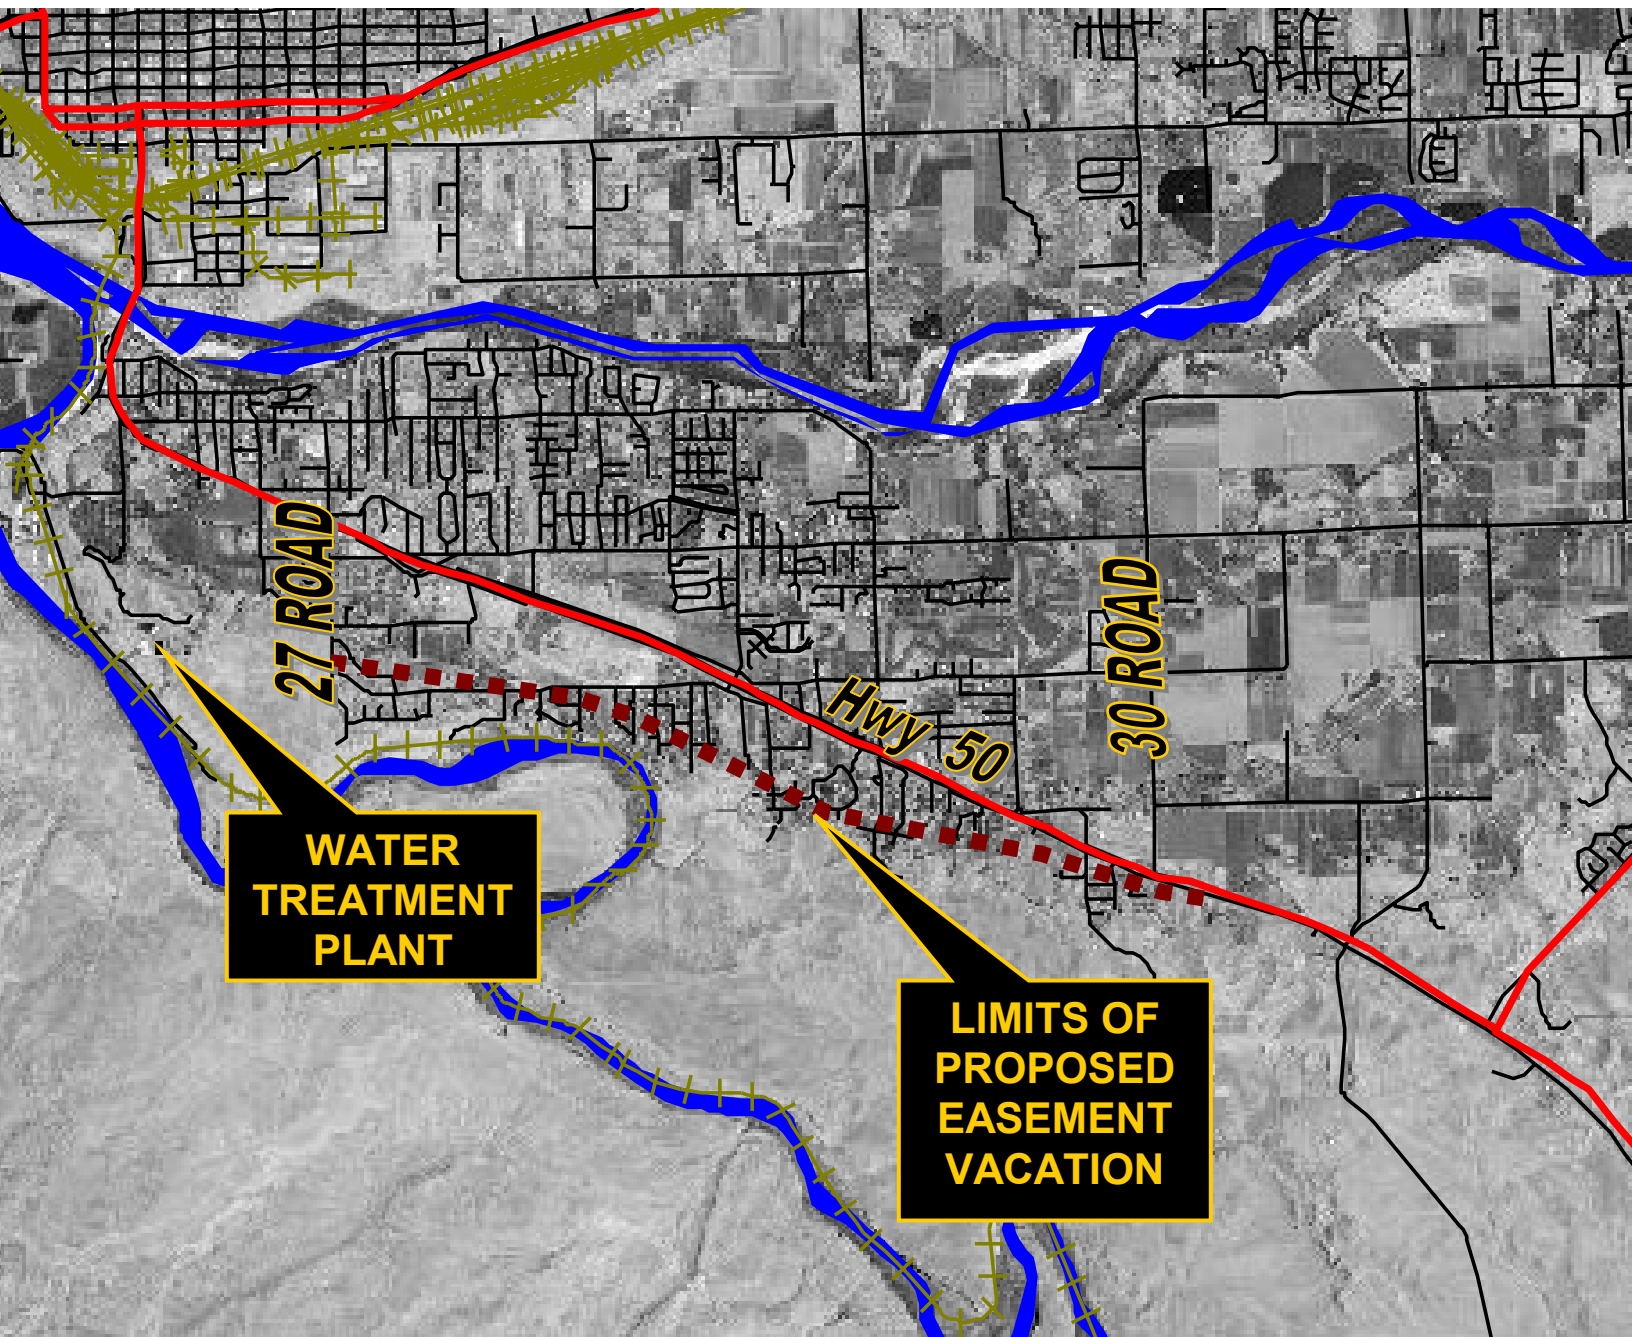 27 ROAD
30 ROAD
Hwy 50
WATER
TREATMENT
PLANT
LIMITS OF
PROPOSED
EASEMENT
VACATION